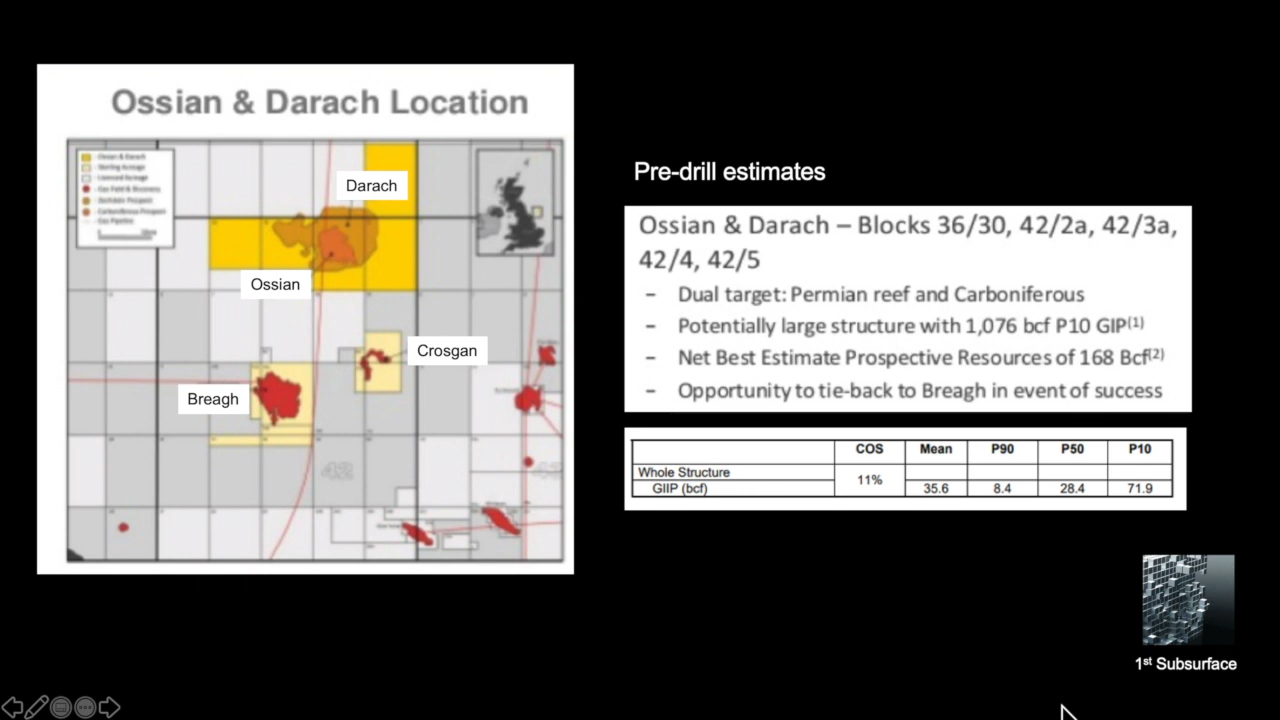 Ossian & Darach Location
Darach
Ossian
Crosgan
Breagh
42
Pre-drill estimates
Ossian & Darach – Blocks 36/30, 42/2a, 42/3a,
42/4, 42/5
– Dual target: Permian reef and Carboniferous
– Potentially large structure with 1,076 bcf P10 GIP(1)
– Net Best Estimate Prospective Resources of 168 Bcf(2)
– Opportunity to tie-back to Breagh in event of success
COS Mean P90 P50 P10
Whole Structure
11%
GIIP (bcf) 35.6 8.4 28.4 71.9
1st Subsurface